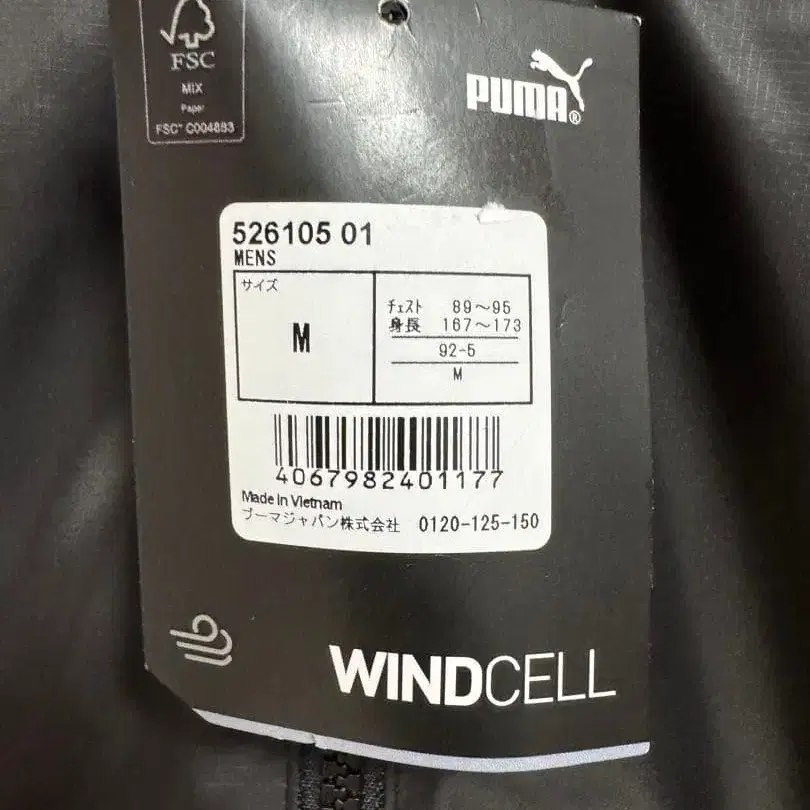 FSC
MIX
Paper
FSC™ C004893
PUMA®
526105 01
MENS
サイズ
M
チェスト 89~95
身長 167~173
92-5
M
4067982401177
Made in Vietnam
プーマジャパン株式会社 0120-125-150
WINDCELL